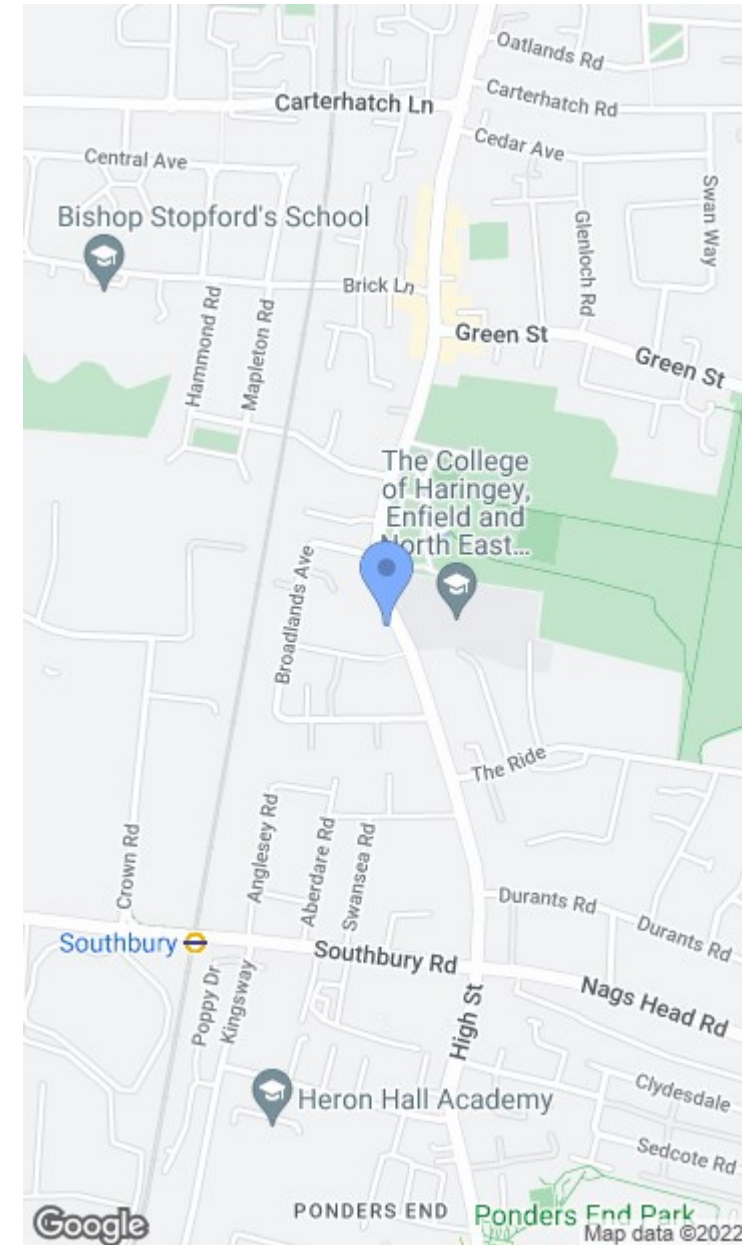 Oatlands Rd
Carterhatch Ln
Carterhatch Rd
Cedar Ave
Central Ave
Swan Way
Bishop Stopford's School
Glenloch Rd
Brick Ln
Hammond Rd
Mapleton Rd
Green St
Green St
The College
of Haringey,
Enfield and
North East...
Broadlands Ave
The Ride
Anglesey Rd
Aberdare Rd
Swansea Rd
Crown Rd
Durants Rd
Durants Rd
Southbury
Southbury Rd
Nags Head Rd
Poppy Dr
Kingsway
High St
Clydesdale
Heron Hall Academy
Sedcote Rd
PONDERS END
Ponders End Park
Google
Map data ©2022